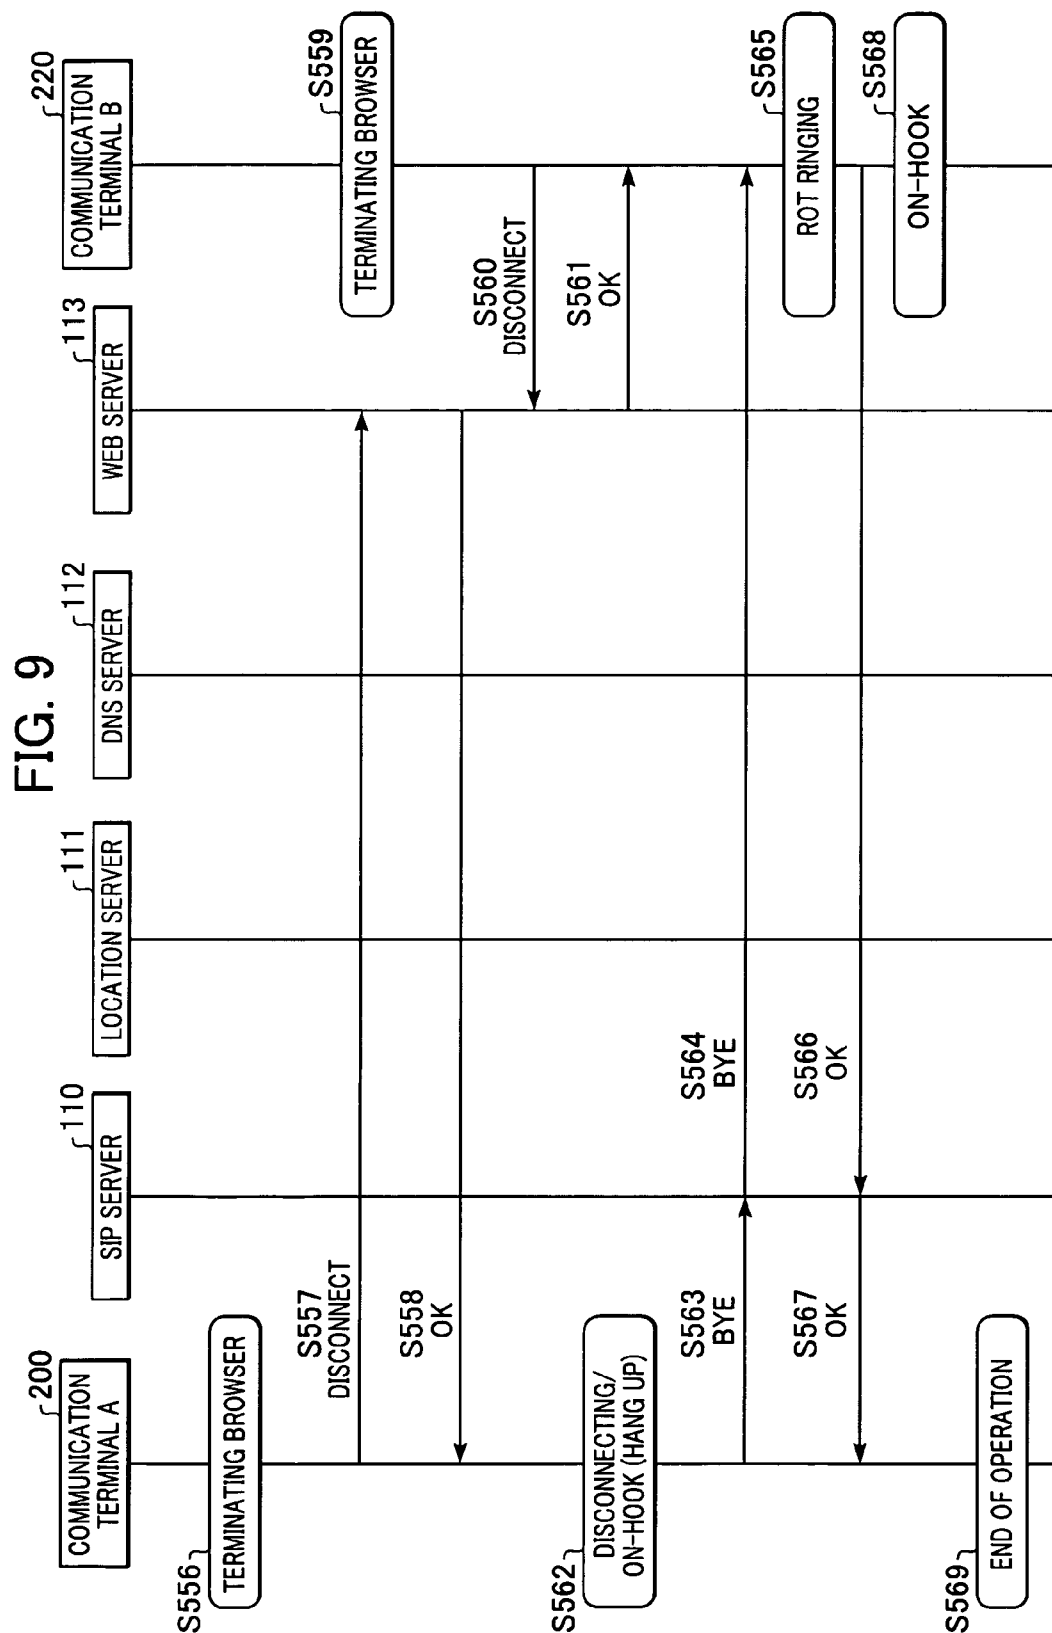 FIG. 9
COMMUNICATION
TERMINAL A
200
SIP SERVER
110
LOCATION SERVER
111
DNS SERVER
112
WEB SERVER
113
COMMUNICATION
TERMINAL B
220
S556
TERMINATING BROWSER
S557
DISCONNECT
S558
OK
S559
TERMINATING BROWSER
S560
DISCONNECT
S561
OK
S562
DISCONNECTING/
ON-HOOK (HANG UP)
S563
BYE
S564
BYE
S565
ROT RINGING
S566
OK
S567
OK
S568
ON-HOOK
S569
END OF OPERATION